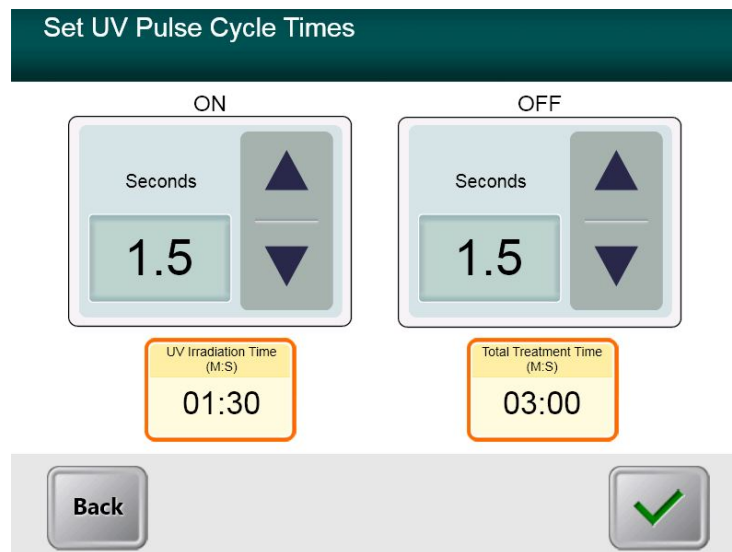 Set UV Pulse Cycle Times
ON
OFF
Seconds
1.5
Seconds
1.5
UV Irradiation Time
(M:S)
01:30
Total Treatment Time
(M:S)
03:00
Back